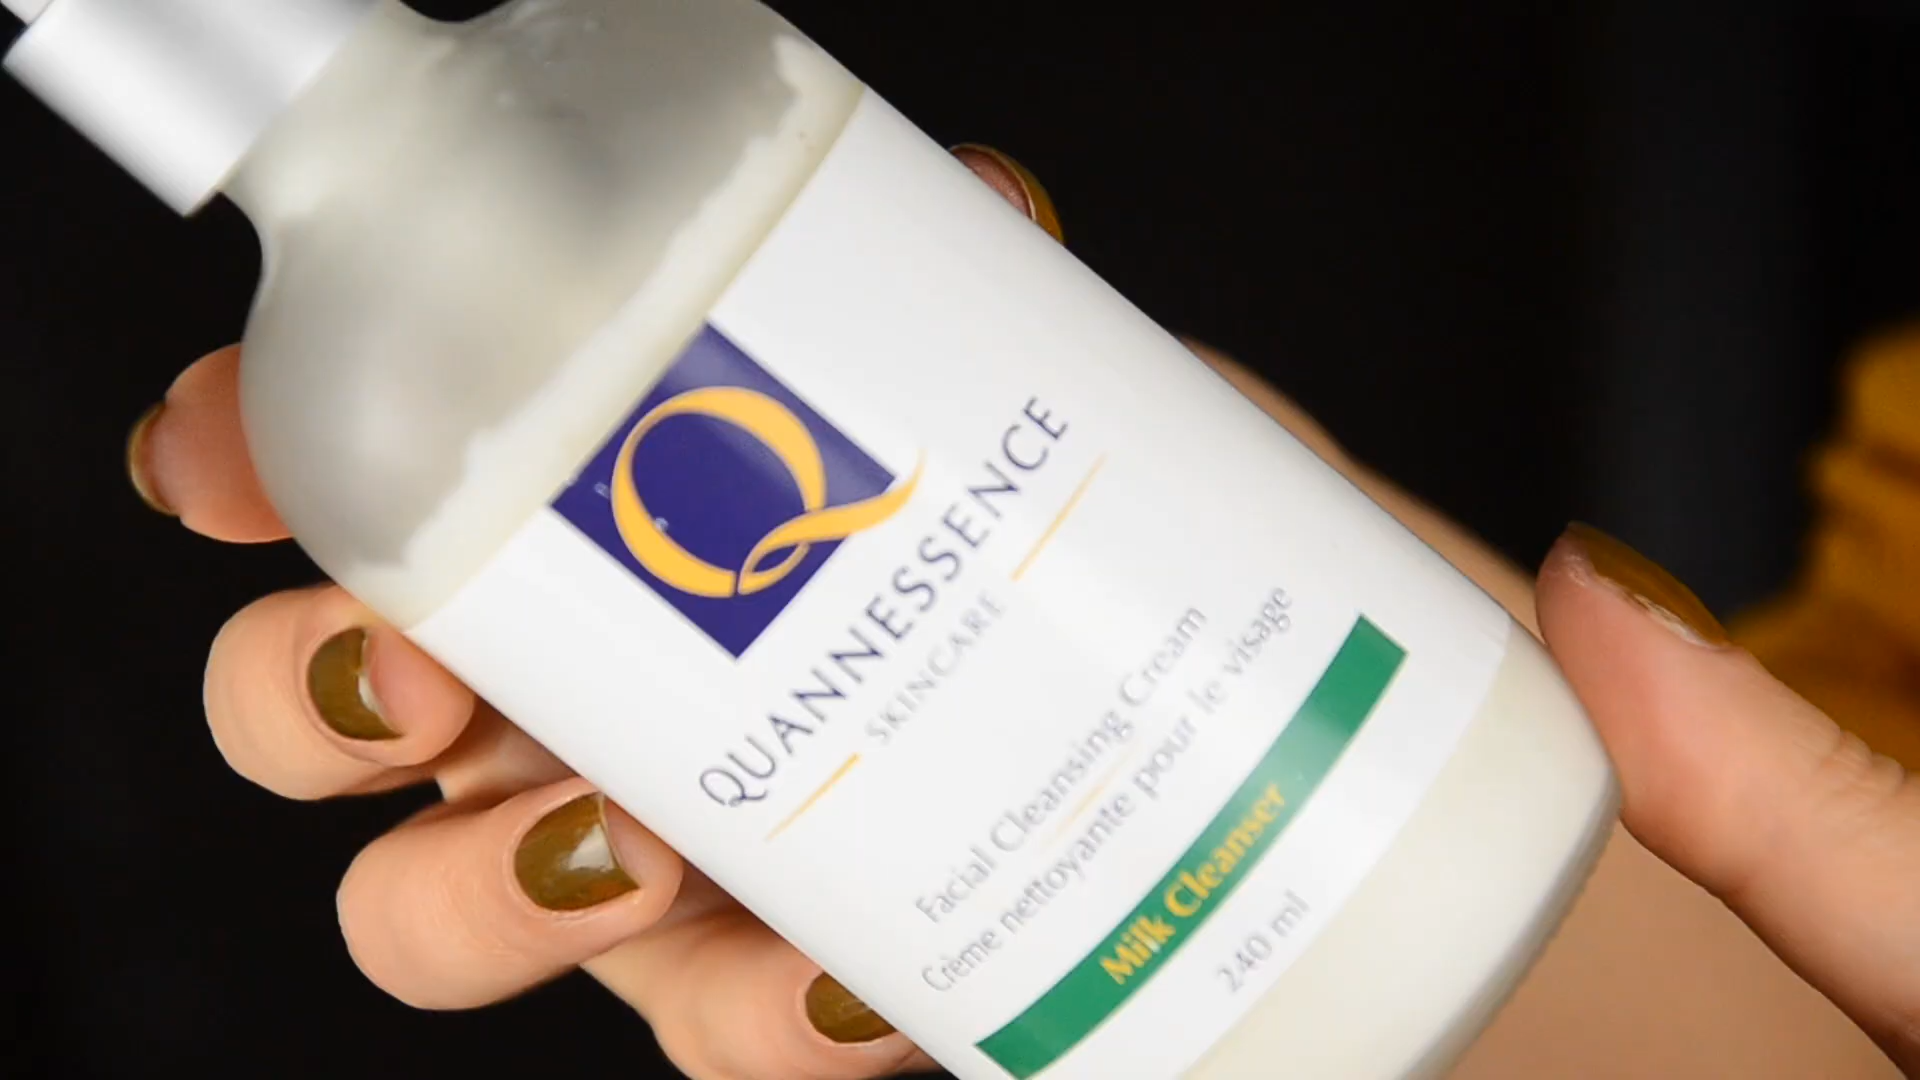 Q
QUANNESSENCE
SKINCARE
Facial Cleansing Cream
Crème nettoyante pour le visage
Milk Cleanser
240 ml